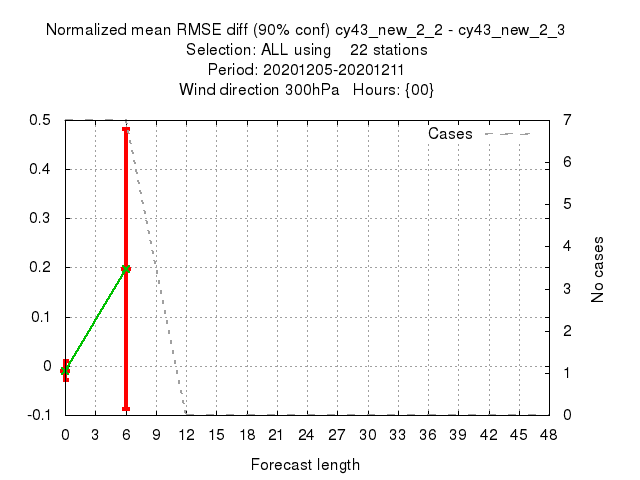 Normalized mean RMSE diff (90% conf) cy43_new_2_2 - cy43_new_2_3
Selection: ALL using 22 stations
Period: 20201205-20201211
Wind direction 300hPa Hours: {00}
Cases
0.5
0.4
0.3
0.2
0.1
0
-0.1
7
6
5
4
3
2
1
0
No cases
0 3 6 9 12 15 18 21 24 27 30 33 36 39 42 45 48
Forecast length